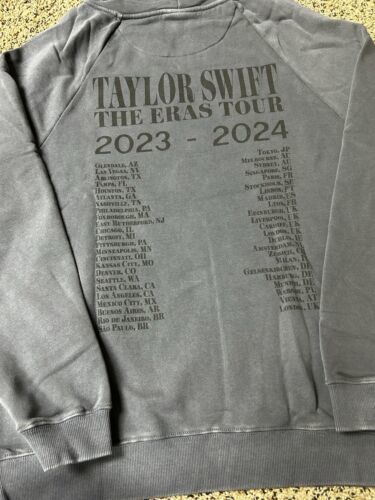 TAYLOR SWIFT
THE ERAS TOUR
2023 - 2024
GLENDALE, AZ
LAS VEGAS, NV
ARLINGTON, TX
TAMPA, FL
HOUSTON, TX
ATLANTA, GA
NASHVILLE, TN
PHILADELPHIA, PA
FOXBOROUGH, MA
EAST RUTHERFORD, NJ
CHICAGO, IL
DETROIT, MI
PITTSBURGH, PA
MINNEAPOLIS, MN
CINCINNATI, OH
KANSAS CITY, MO
DENVER, CO
SEATTLE, WA
SANTA CLARA, CA
LOS ANGELES, CA
MEXICO CITY, MX
BUENOS AIRES, AR
RIO DE JANEIRO, BR
SÃO PAULO, BR
TOKYO, JP
MELBOURNE, AU
SYDNEY, AU
SINGAPORE, SG
PARIS, FR
STOCKHOLM, SE
LISBON, PT
MADRID, ES
LYON, FR
EDINBURGH, UK
LIVERPOOL, UK
CARDIFF, UK
LONDON, UK
DUBLIN, IE
AMSTERDAM,
ZÜRICH,
MILAN,
GELSENKIRCHEN, DE
HAMBURG, DE
MUNICH, DE
WARSAW, PL
VIENNA, AT
LONDON, UK